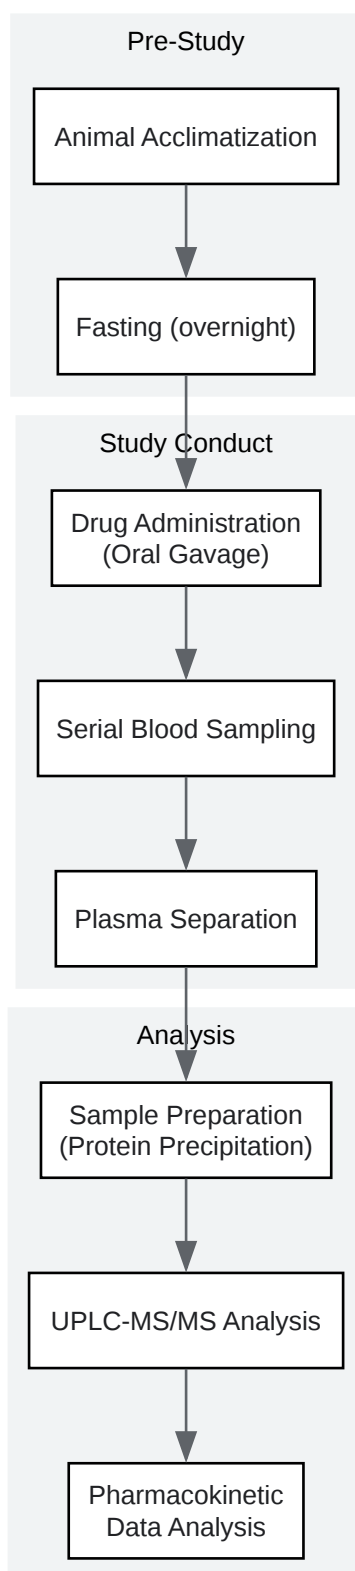 Pre-Study
Animal Acclimatization
Fasting (overnight)
Study Conduct
Drug Administration
(Oral Gavage)
Serial Blood Sampling
Plasma Separation
Analysis
Sample Preparation
(Protein Precipitation)
UPLC-MS/MS Analysis
Pharmacokinetic
Data Analysis